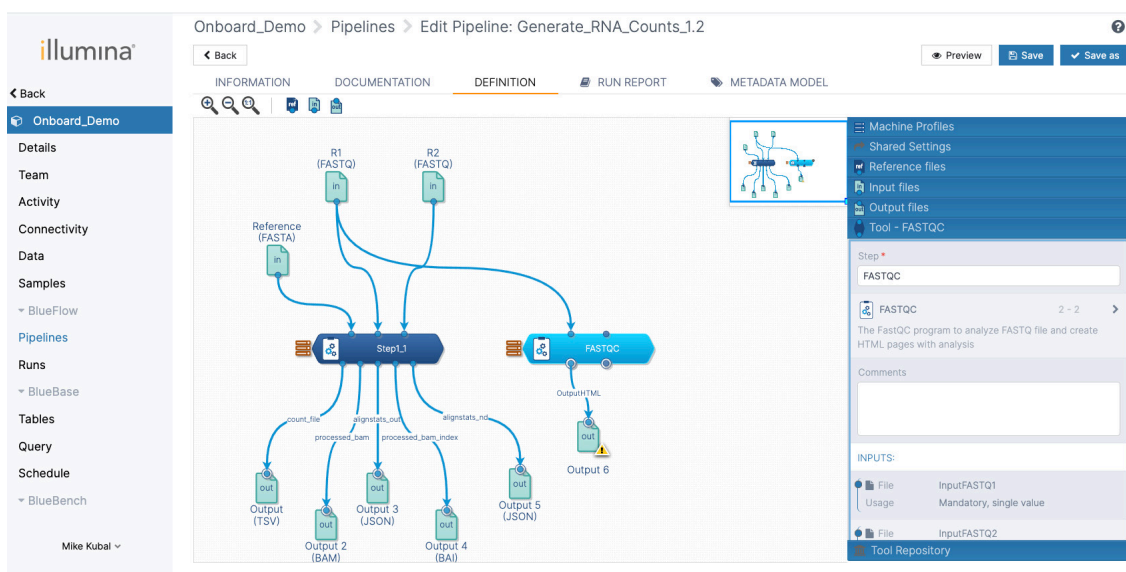 illumina®
Onboard_Demo > Pipelines > Edit Pipeline: Generate_RNA_Counts_1.2
Back
Preview
Save
Save as
INFORMATION
DOCUMENTATION
DEFINITION
RUN REPORT
METADATA MODEL
1:1
ref
in
out
Back
Onboard_Demo
Details
Team
Activity
Connectivity
Data
Samples
BlueFlow
Pipelines
Runs
BlueBase
Tables
Query
Schedule
BlueBench
Mike Kubal
R1
(FASTQ)
in
R2
(FASTQ)
in
Reference
(FASTA)
in
Step1_1
FASTQC
count_file
alignstats_out
alignstats_nd
processed_bam
processed_bam_index
OutputHTML
out
Output
(TSV)
out
Output 2
(BAM)
out
Output 3
(JSON)
out
Output 4
(BAI)
out
Output 5
(JSON)
out
Output 6
Machine Profiles
Shared Settings
ref Reference files
Input files
Output files
Tool - FASTQC
Step *
FASTQC
FASTQC 2 - 2
The FastQC program to analyze FASTQ file and create
HTML pages with analysis
Comments
INPUTS:
File InputFASTQ1
Usage Mandatory, single value
File InputFASTQ2
Tool Repository